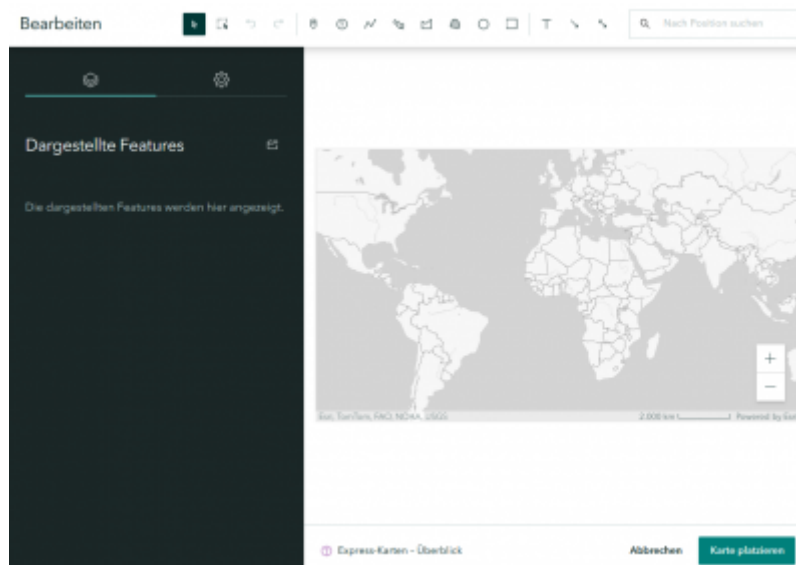 Bearbeiten
T
Nach Position suchen
Dargestellte Features
Die dargestellten Features werden hier angezeigt.
+
−
Esri, TomTom, FAO, NOAA, USGS
2.000 km
Powered by Esri
Express-Karten - Überblick
Abbrechen
Karte platzieren